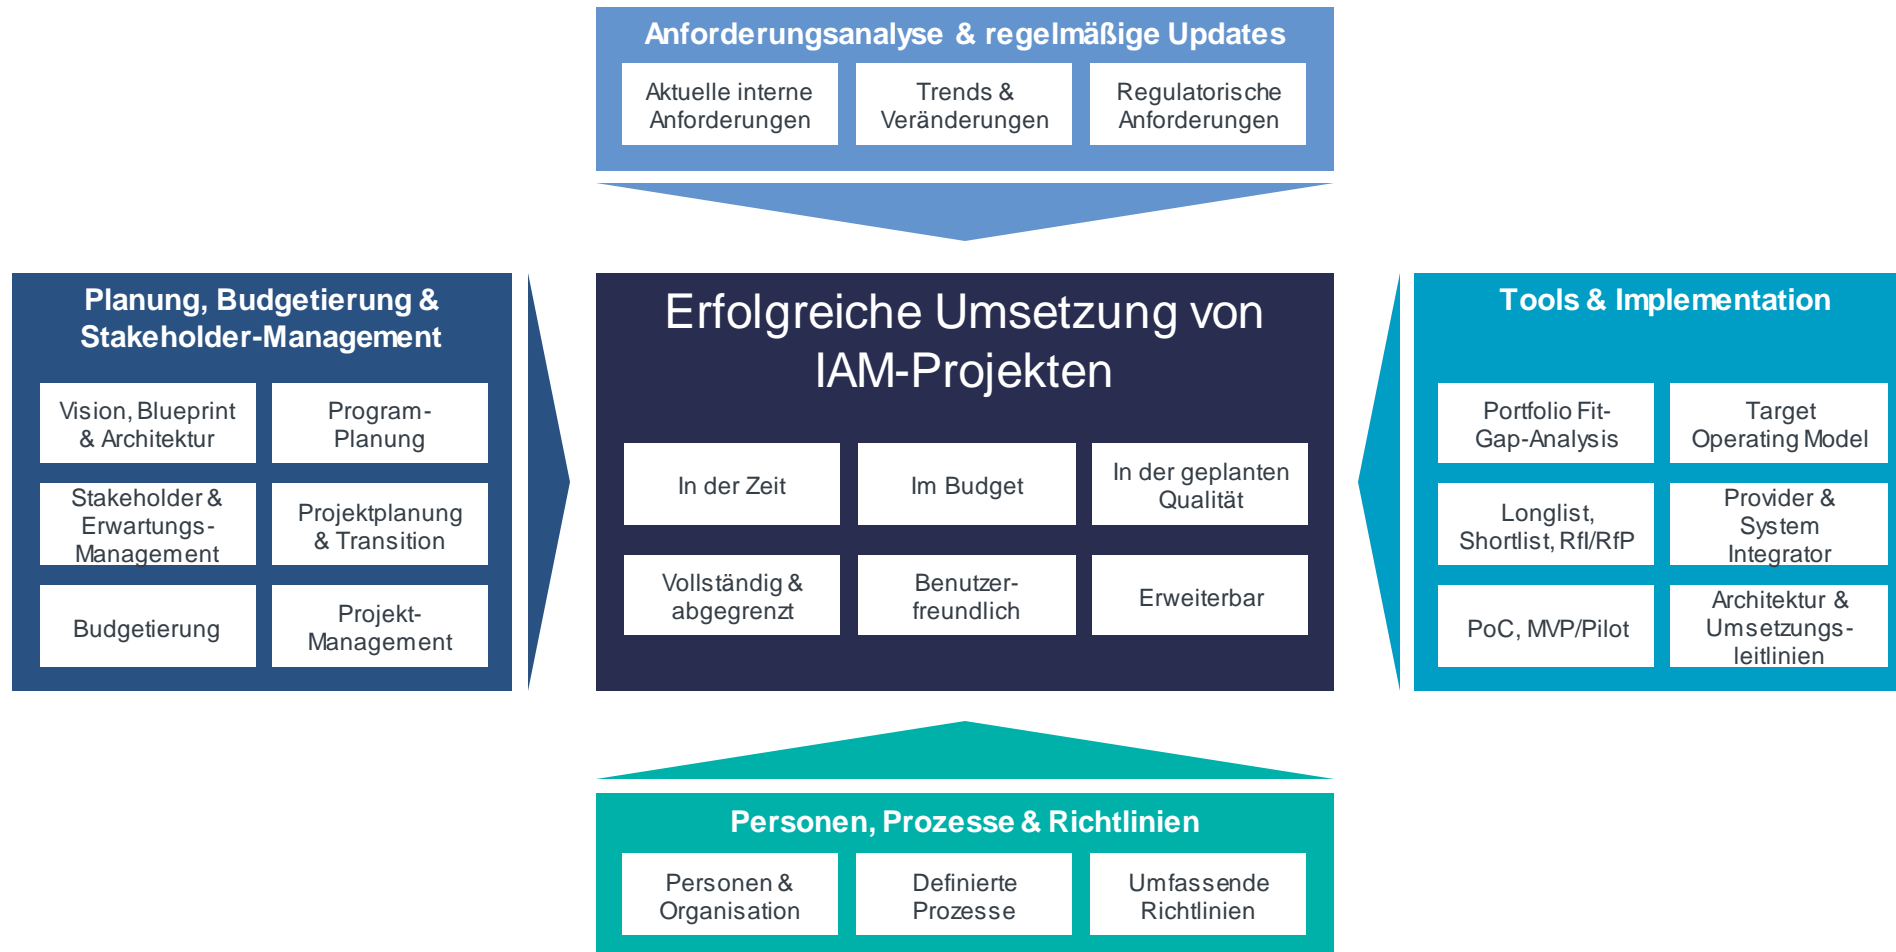 Anforderungsanalyse & regelmäßige Updates
Aktuelle interne
Anforderungen
Trends &
Veränderungen
Regulatorische
Anforderungen
Planung, Budgetierung &
Stakeholder-Management
Vision, Blueprint
& Architektur
Program-
Planung
Stakeholder &
Erwartungs-
Management
Projektplanung
& Transition
Budgetierung
Projekt-
Management
Erfolgreiche Umsetzung von
IAM-Projekten
In der Zeit
Im Budget
In der geplanten
Qualität
Vollständig &
abgegrenzt
Benutzer-
freundlich
Erweiterbar
Tools & Implementation
Portfolio Fit-
Gap-Analysis
Target
Operating Model
Longlist,
Shortlist, RfI/RfP
Provider &
System
Integrator
PoC, MVP/Pilot
Architektur &
Umsetzungs-
leitlinien
Personen, Prozesse & Richtlinien
Personen &
Organisation
Definierte
Prozesse
Umfassende
Richtlinien